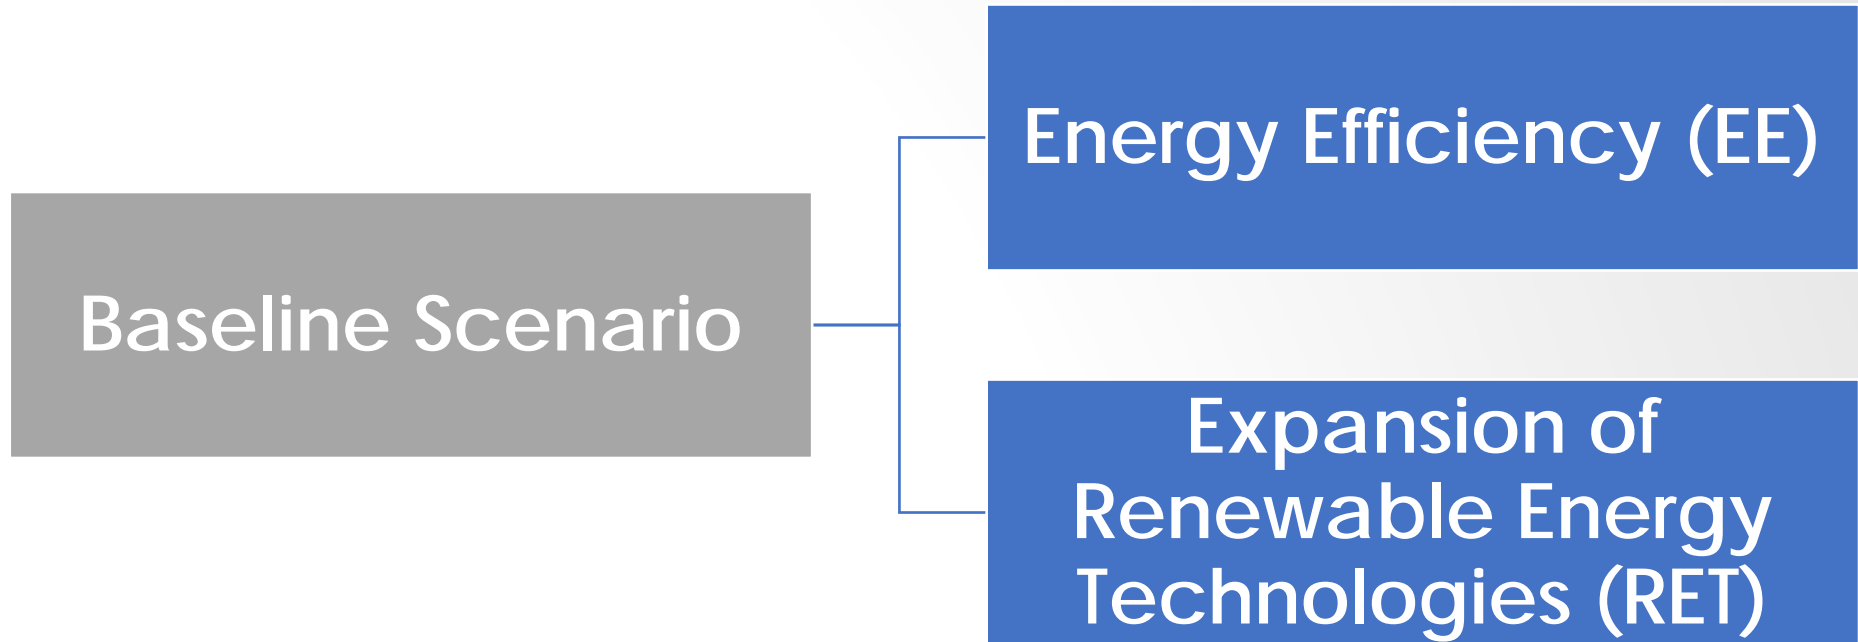 Energy Efficiency (EE)
Baseline Scenario
Expansion of
Renewable Energy
Technologies (RET)